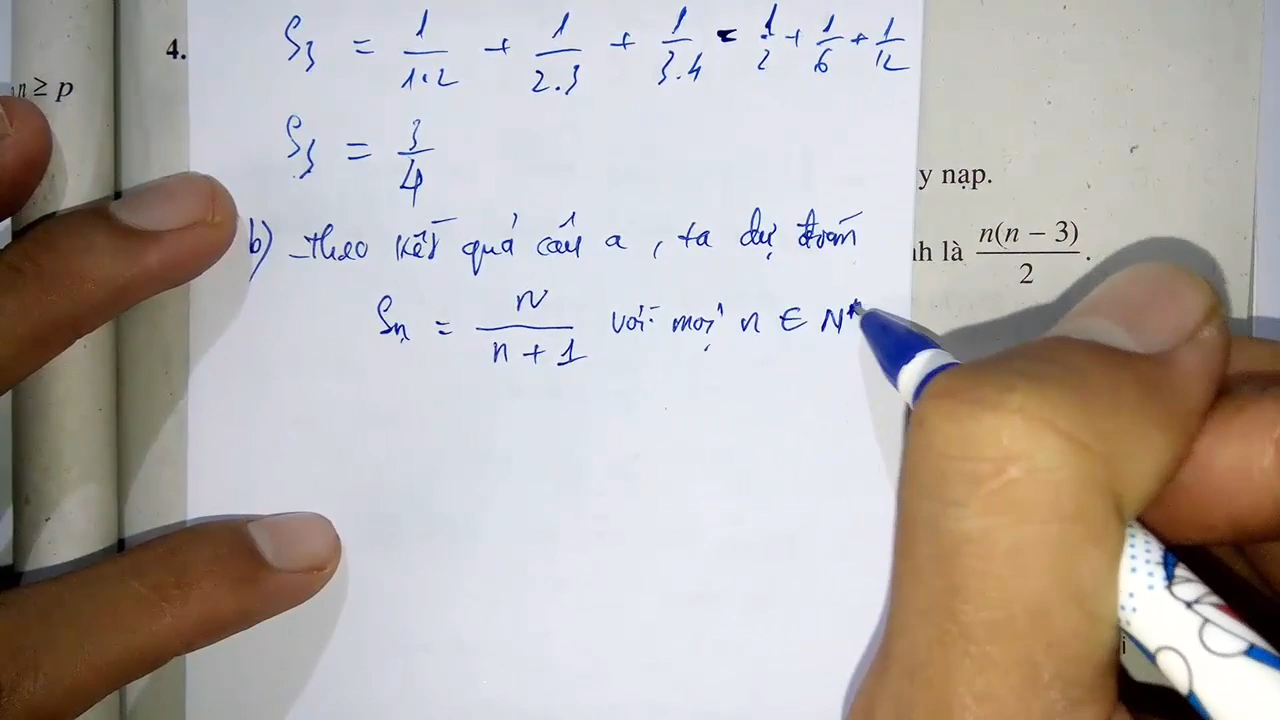 4.
S₃ = 1/1.2 + 1/2.3 + 1/3.4 = 1/2 + 1/6 + 1/12
n ≥ p
S₃ = 3/4
y nạp.
b) theo kết quả câu a, ta dự đoán
nh là n(n − 3)/2.
Sₙ = n/(n + 1) với mọi n ∈ N*